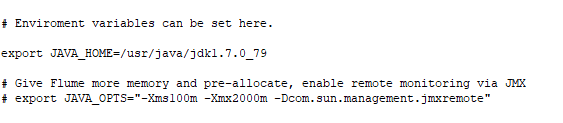 # Enviroment variables can be set here.
export JAVA_HOME=/usr/java/jdk1.7.0_79
# Give Flume more memory and pre-allocate, enable remote monitoring via JMX
# export JAVA_OPTS="-Xms100m -Xmx2000m -Dcom.sun.management.jmxremote"